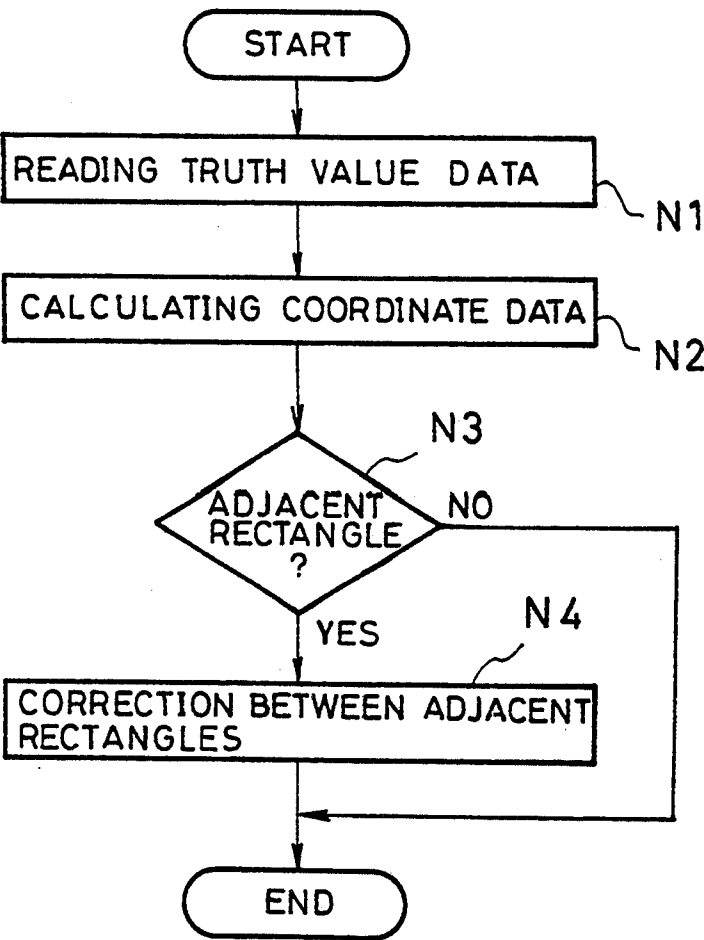 START
READING TRUTH VALUE DATA
N1
CALCULATING COORDINATE DATA
N2
N3
ADJACENT
RECTANGLE
?
NO
YES
N4
CORRECTION BETWEEN ADJACENT
RECTANGLES
END